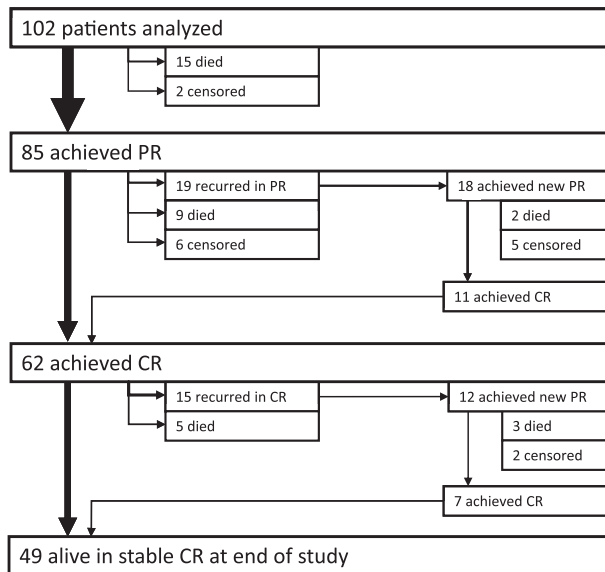 102 patients analyzed
15 died
2 censored
85 achieved PR
19 recurred in PR
18 achieved new PR
9 died
2 died
6 censored
5 censored
11 achieved CR
62 achieved CR
15 recurred in CR
12 achieved new PR
5 died
3 died
2 censored
7 achieved CR
49 alive in stable CR at end of study